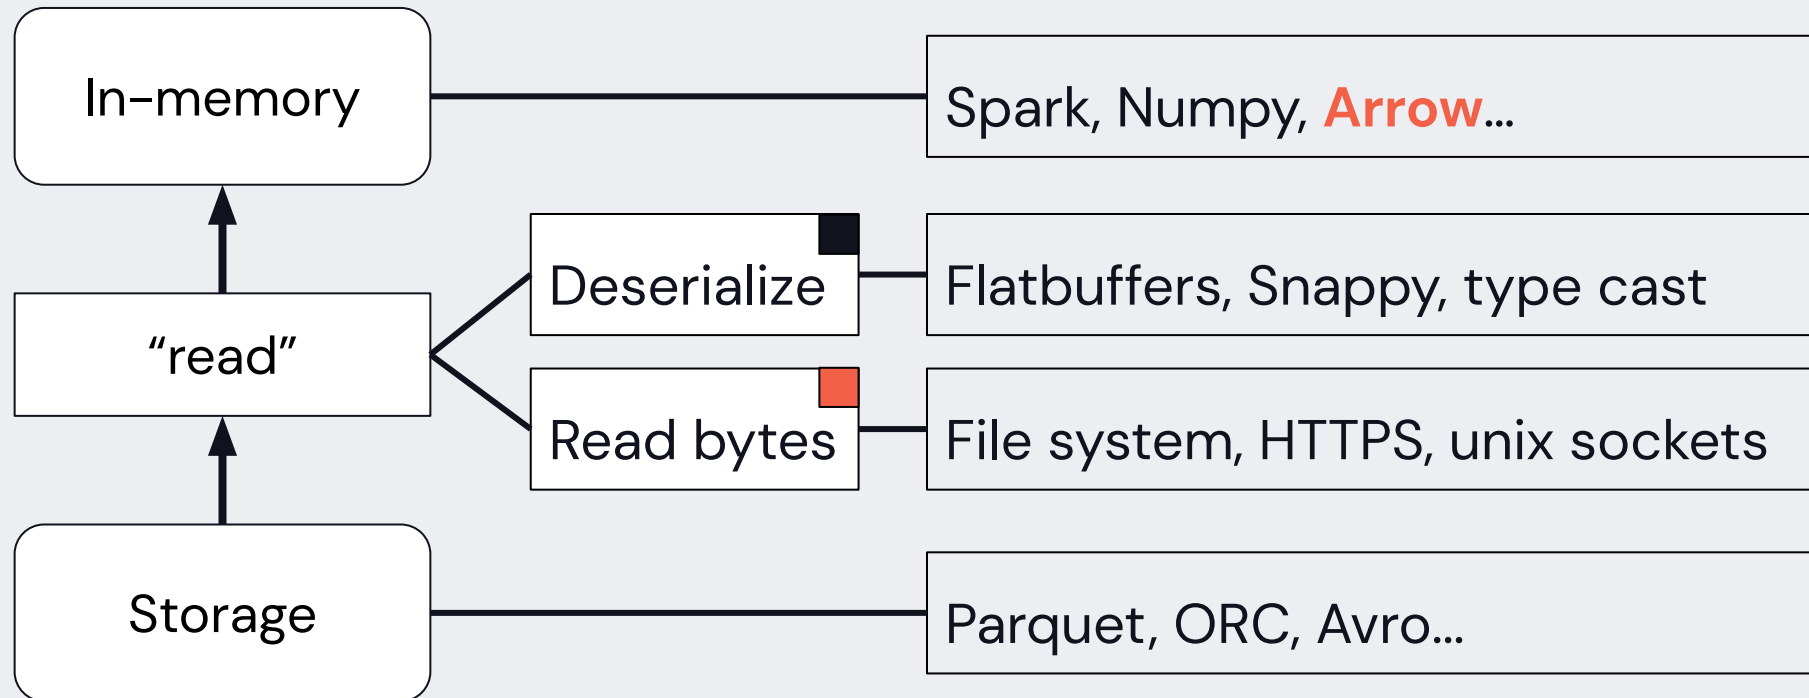 In-memory
Spark, Numpy, Arrow...
Deserialize
Flatbuffers, Snappy, type cast
“read”
Read bytes
File system, HTTPS, unix sockets
Storage
Parquet, ORC, Avro...